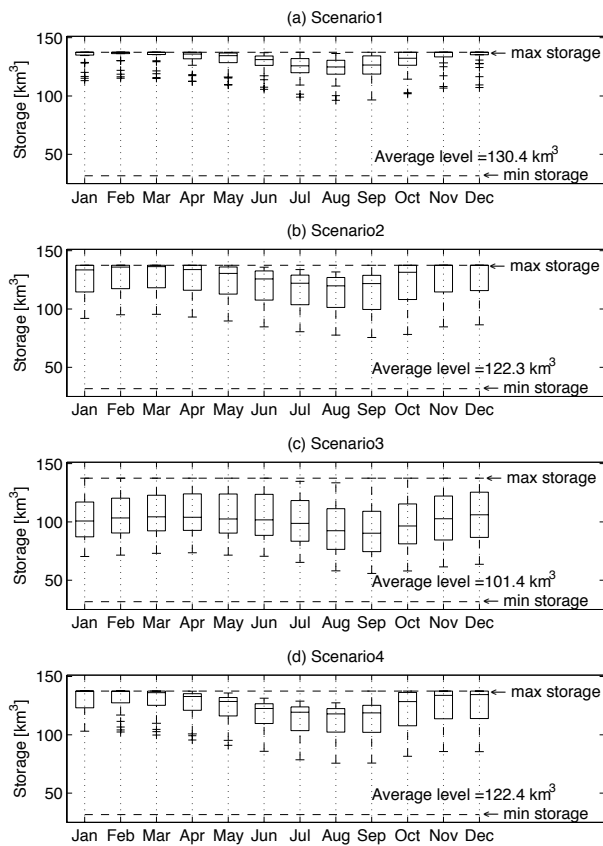 (a) Scenario1
150
max storage
100
Storage [km³]
50
Average level =130.4 km³
min storage
Jan Feb Mar Apr May Jun Jul Aug Sep Oct Nov Dec
(b) Scenario2
150
max storage
100
Storage [km³]
50
Average level =122.3 km³
min storage
Jan Feb Mar Apr May Jun Jul Aug Sep Oct Nov Dec
(c) Scenario3
150
max storage
100
Storage [km³]
50
Average level =101.4 km³
min storage
Jan Feb Mar Apr May Jun Jul Aug Sep Oct Nov Dec
(d) Scenario4
150
max storage
100
Storage [km³]
50
Average level =122.4 km³
min storage
Jan Feb Mar Apr May Jun Jul Aug Sep Oct Nov Dec